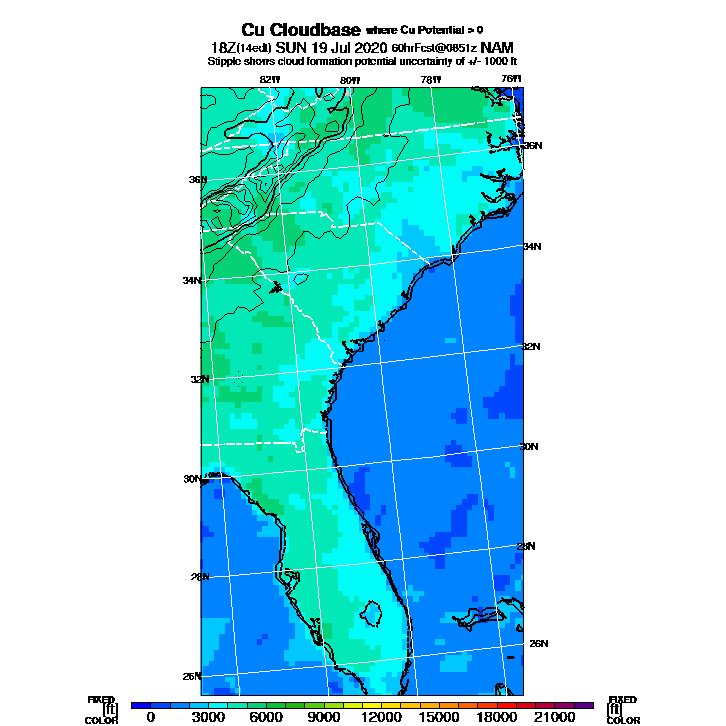 Cu Cloudbase where Cu Potential > 0
18Z(14edt) SUN 19 Jul 2020 60hrFcst@0851z NAM
Stipple shows cloud formation potential uncertainty of +/- 1000 ft
82W 80W 78W 76W
36N
36N
34N
34N
32N
32N
30N
30N
28N
28N
26N
26N
FIXED FIXED
[ft] [ft]
COLOR COLOR
0 3000 6000 9000 12000 15000 18000 21000